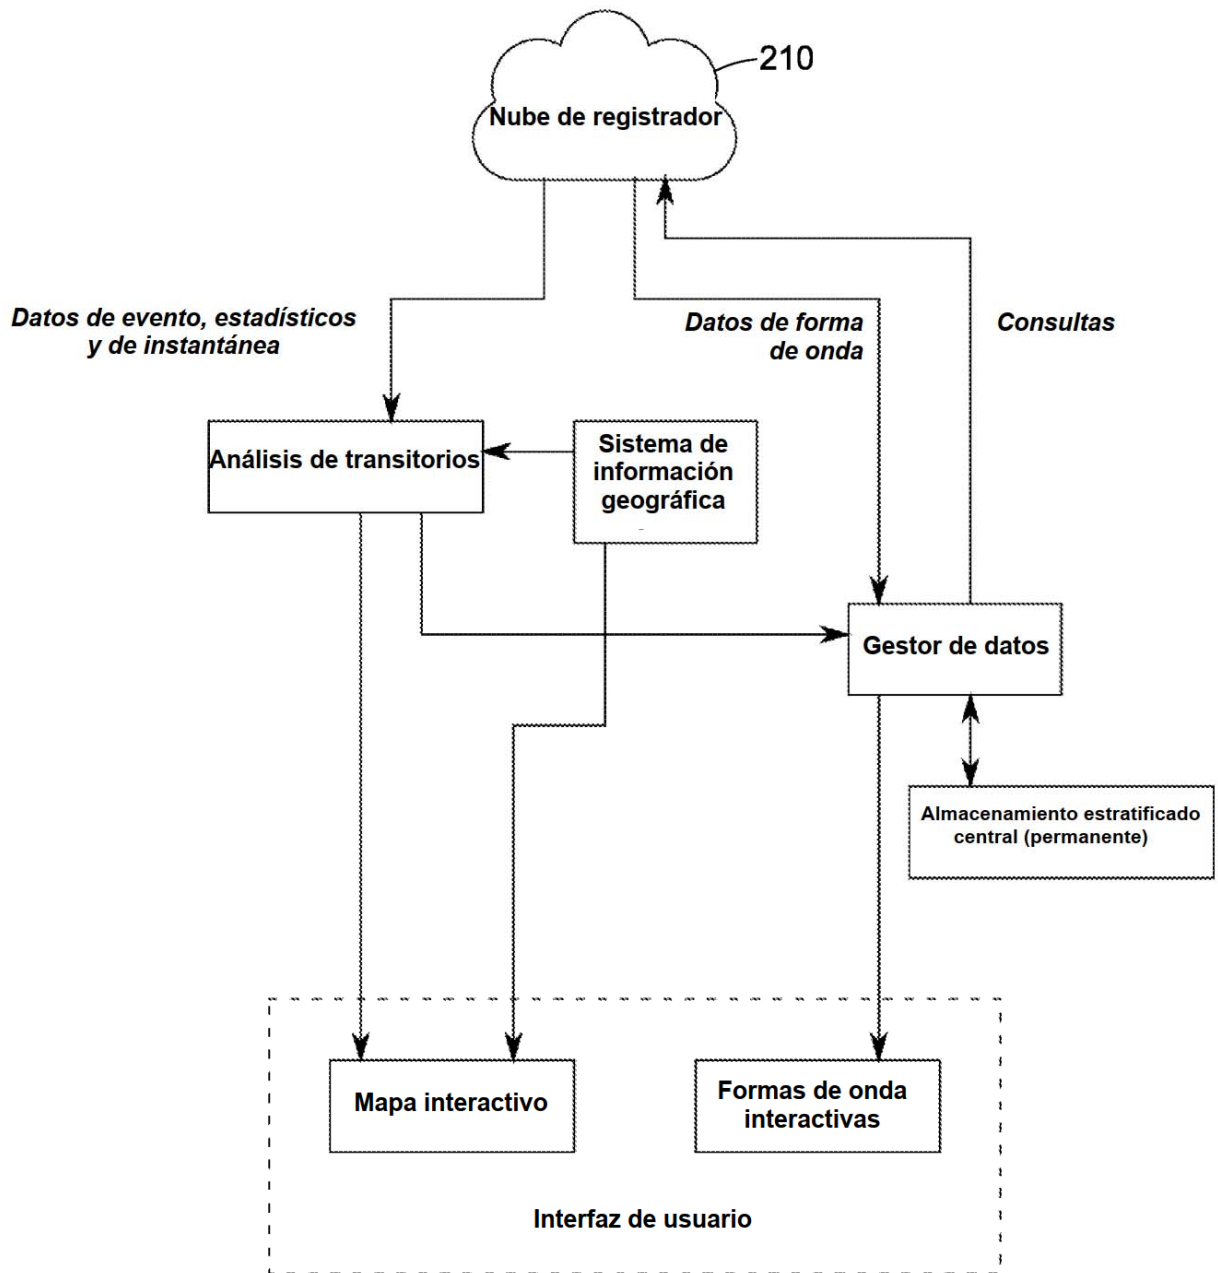 210
Nube de registrador
Datos de evento, estadísticos
y de instantánea
Datos de forma
de onda
Consultas
Análisis de transitorios
Sistema de
información
geográfica
Gestor de datos
Almacenamiento estratificado
central (permanente)
Mapa interactivo
Formas de onda
interactivas
Interfaz de usuario